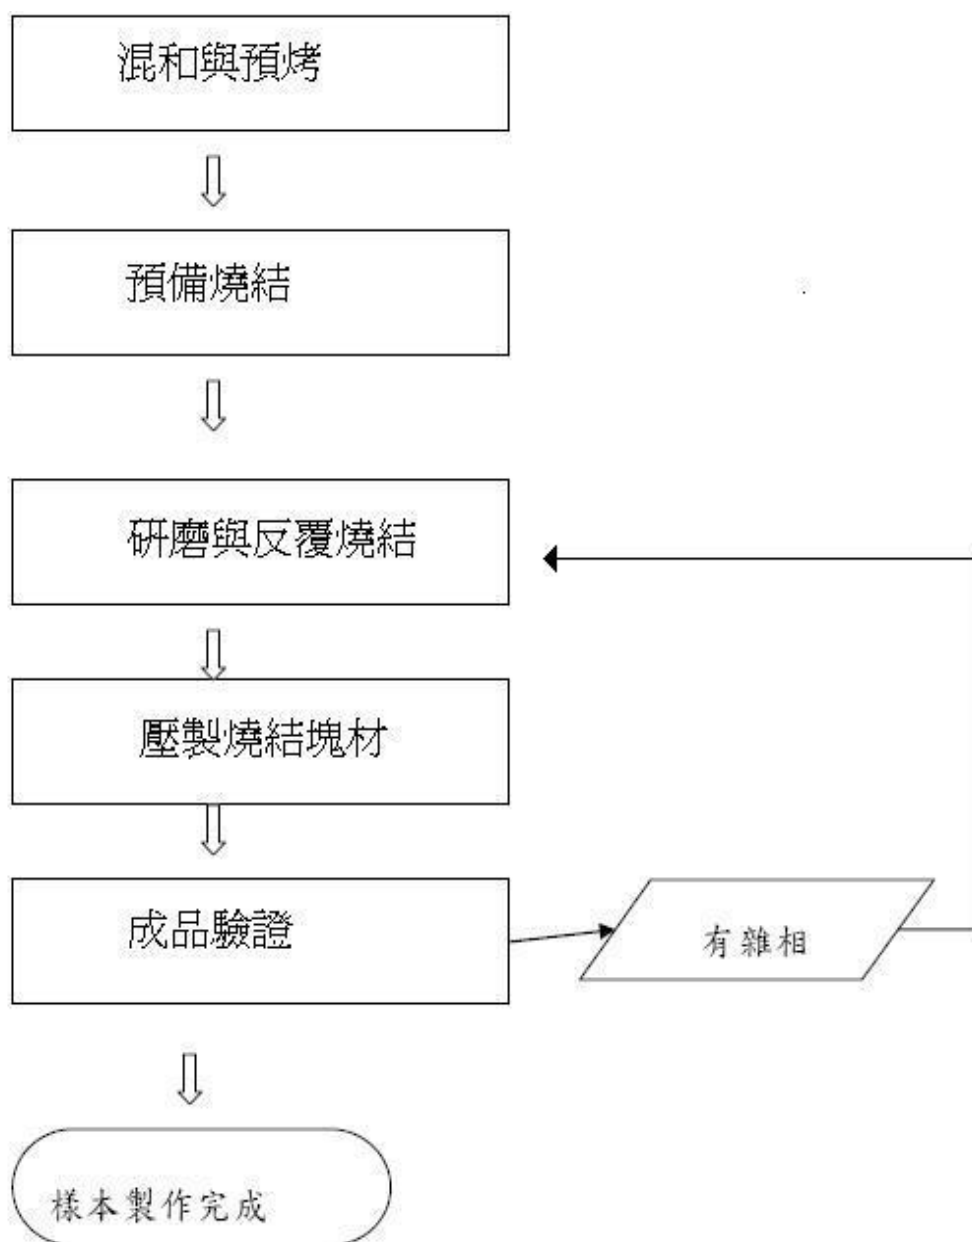 混和與預烤
預備燒結
研磨與反覆燒結
壓製燒結塊材
成品驗證
有雜相
樣本製作完成